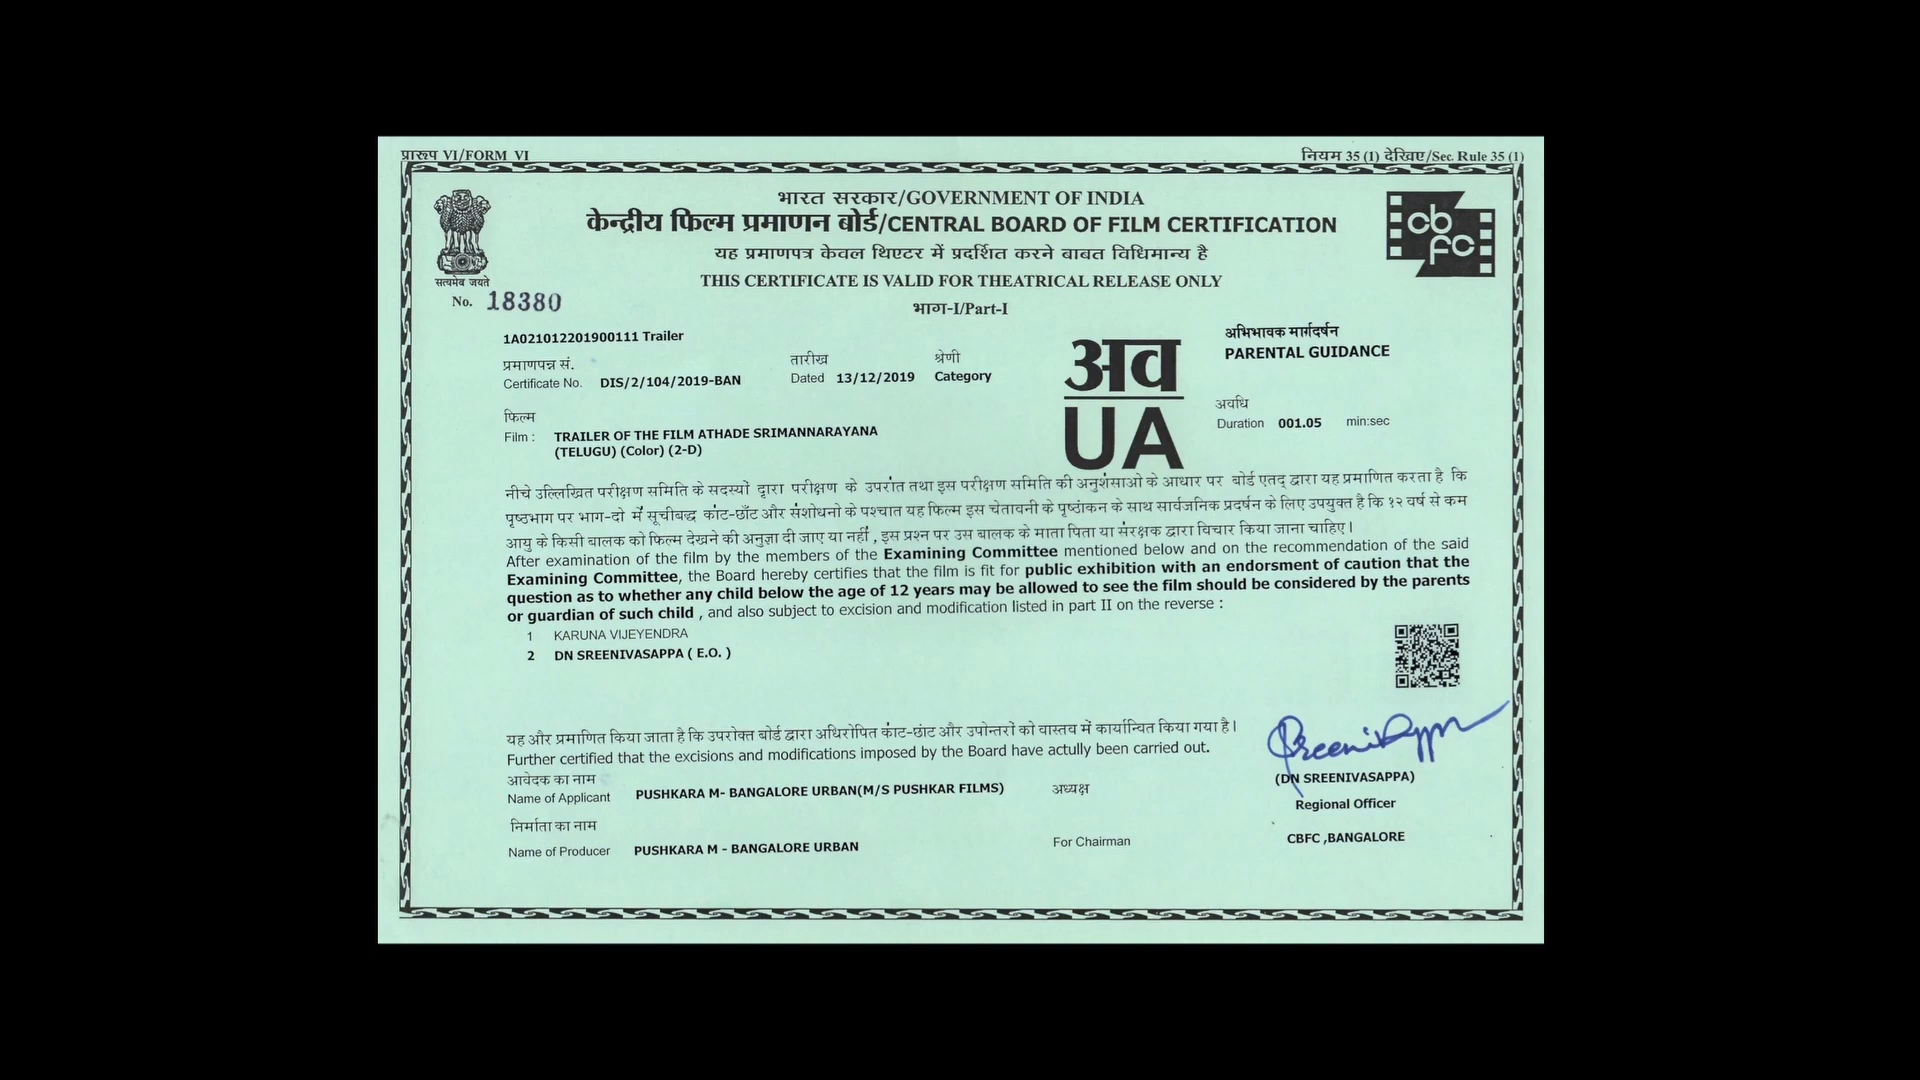 प्रारूप VI/FORM VI
नियम 35 (1) देखिए/Sec. Rule 35 (1)
भारत सरकार/GOVERNMENT OF INDIA
केन्द्रीय फिल्म प्रमाणन बोर्ड/CENTRAL BOARD OF FILM CERTIFICATION
cb
fc
यह प्रमाणपत्र केवल थिएटर में प्रदर्शित करने बाबत विधिमान्य है
सत्यमेव जयते
THIS CERTIFICATE IS VALID FOR THEATRICAL RELEASE ONLY
No. 18380
भाग-I/Part-I
1A021012201900111 Trailer
अव
UA
अभिभावक मार्गदर्षन
PARENTAL GUIDANCE
प्रमाणपन्न सं.
Certificate No. DIS/2/104/2019-BAN
तारीख
Dated 13/12/2019
श्रेणी
Category
अवधि
Duration 001.05 min:sec
फिल्म
Film : TRAILER OF THE FILM ATHADE SRIMANNARAYANA
(TELUGU) (Color) (2-D)
नीचे उल्लिखित परीक्षण समिति के सदस्यों द्वारा परीक्षण के उपरांत तथा इस परीक्षण समिति की अनुशंसाओ के आधार पर बोर्ड एतद् द्वारा यह प्रमाणित करता है कि
पृष्ठभाग पर भाग-दो में सूचीबद्ध कांट-छाँट और संशोधनो के पश्चात यह फिल्म इस चेतावनी के पृष्ठांकन के साथ सार्वजनिक प्रदर्षन के लिए उपयुक्त है कि १२ वर्ष से कम
आयु के किसी बालक को फिल्म देखने की अनुज्ञा दी जाए या नहीं , इस प्रश्न पर उस बालक के माता पिता या संरक्षक द्वारा विचार किया जाना चाहिए ।
After examination of the film by the members of the Examining Committee mentioned below and on the recommendation of the said
Examining Committee, the Board hereby certifies that the film is fit for public exhibition with an endorsment of caution that the
question as to whether any child below the age of 12 years may be allowed to see the film should be considered by the parents
or guardian of such child , and also subject to excision and modification listed in part II on the reverse :
1 KARUNA VIJEYENDRA
2 DN SREENIVASAPPA ( E.O. )
यह और प्रमाणित किया जाता है कि उपरोक्त बोर्ड द्वारा अधिरोपित कांट-छांट और उपोन्तरों को वास्तव में कार्यान्वित किया गया है ।
Further certified that the excisions and modifications imposed by the Board have actully been carried out.
आवेदक का नाम
Name of Applicant PUSHKARA M- BANGALORE URBAN(M/S PUSHKAR FILMS)
अध्यक्ष
(DN SREENIVASAPPA)
Regional Officer
निर्माता का नाम
Name of Producer PUSHKARA M - BANGALORE URBAN
For Chairman
CBFC ,BANGALORE